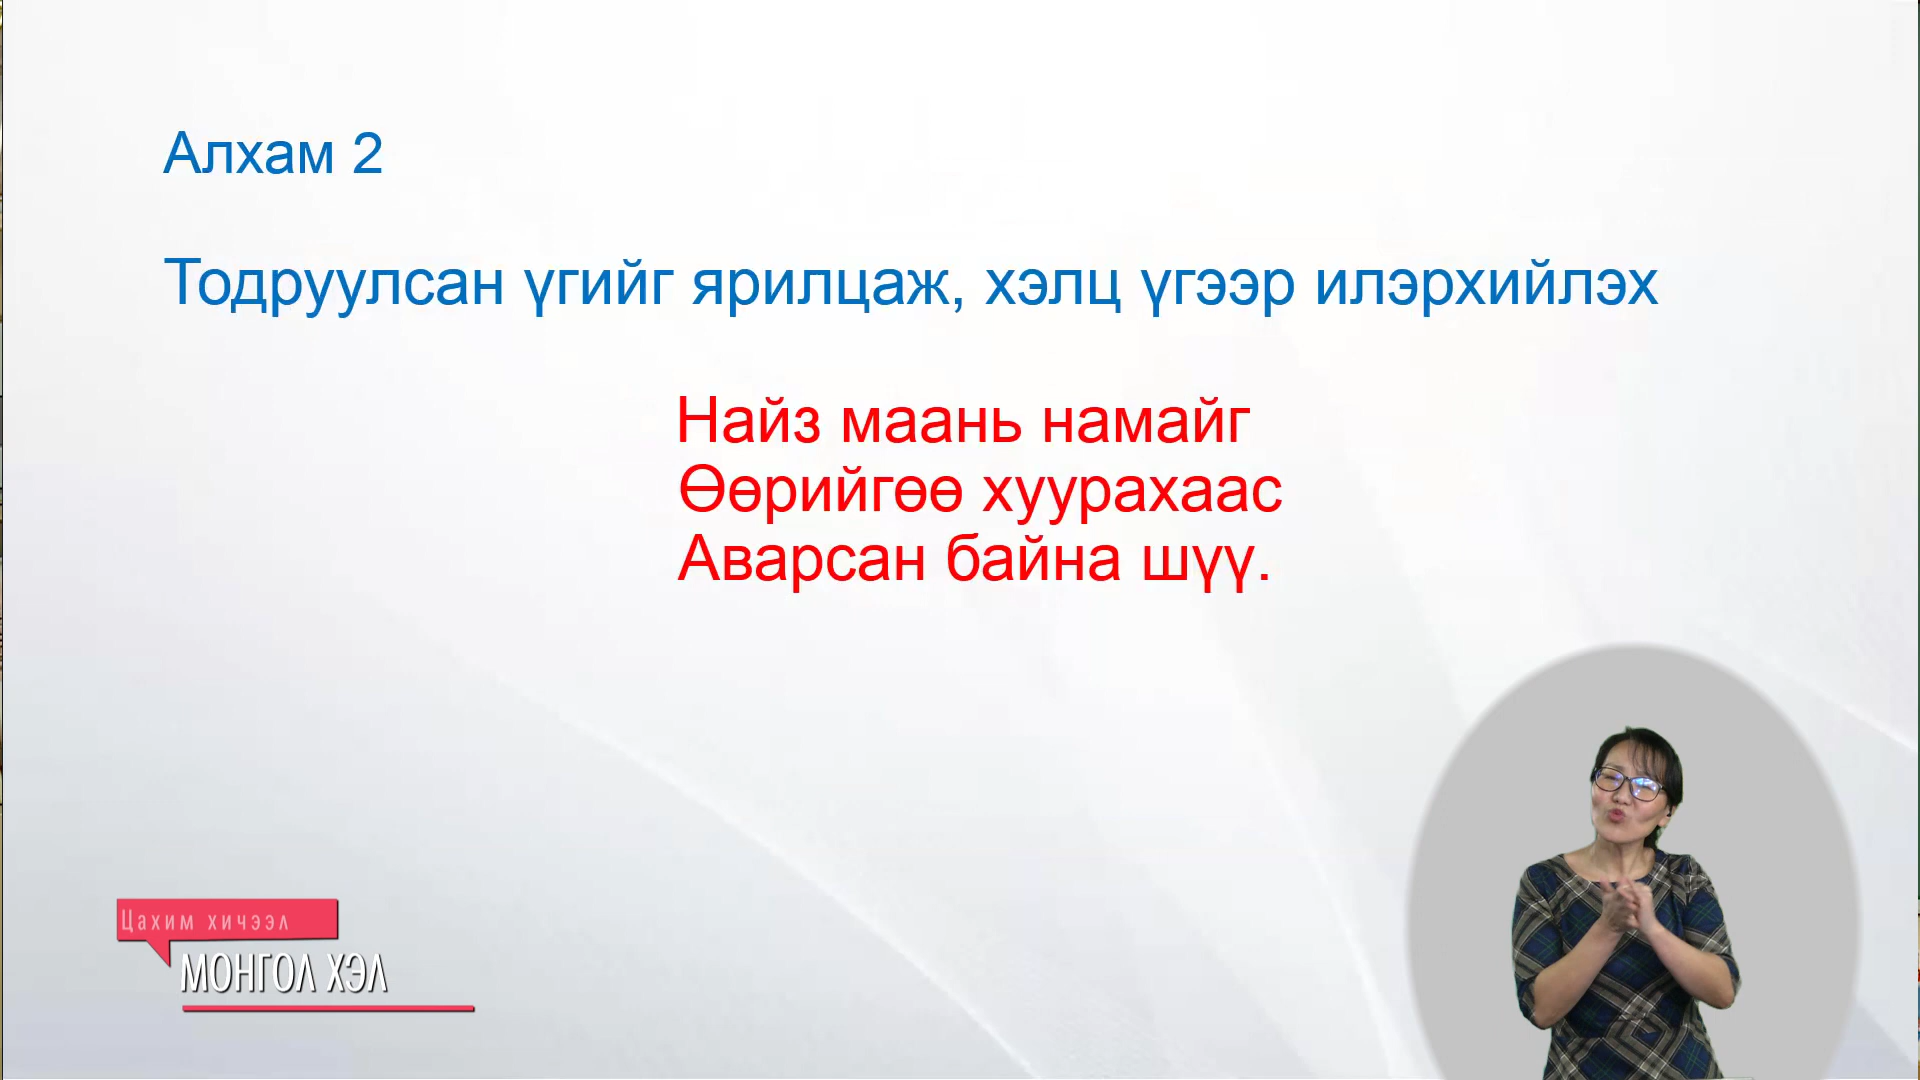 Алхам 2
Тодруулсан үгийг ярилцаж, хэлц үгээр илэрхийлэх
Найз маань намайг
Өөрийгөө хуурахаас
Аварсан байна шүү.
Цахим хичээл
МОНГОЛ ХЭЛ